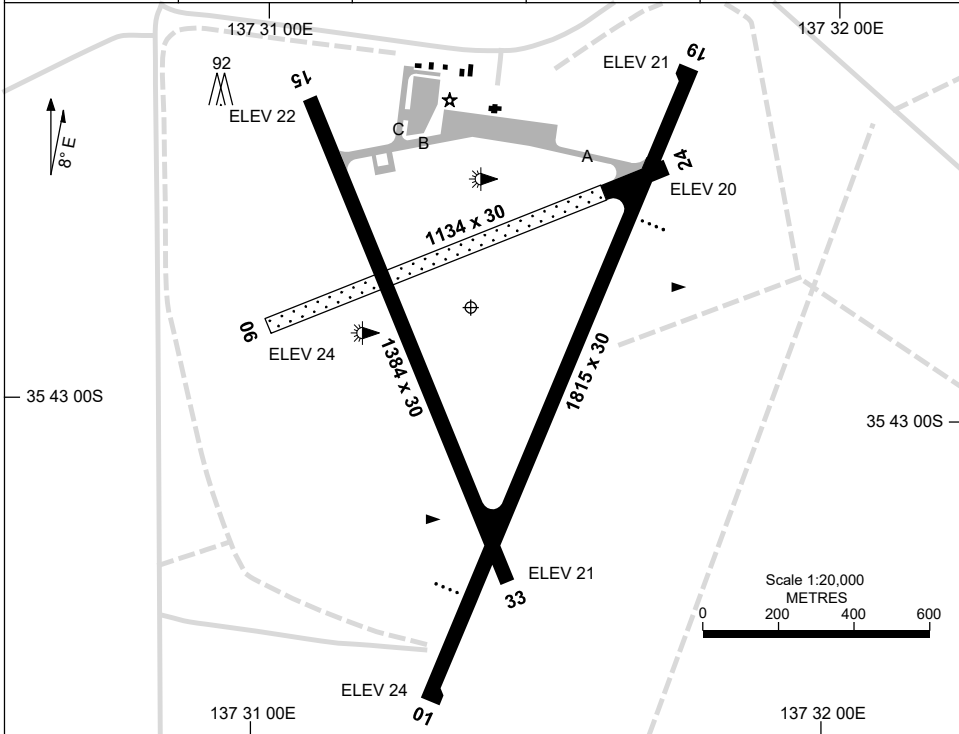 137 31 00E
137 32 00E
92
15
ELEV 21
19
ELEV 22
8° E
C
B
A
24
ELEV 20
1134 x 30
06
ELEV 24
1384 x 30
1815 x 30
35 43 00S
35 43 00S
ELEV 21
33
Scale 1:20,000
METRES
0 200 400 600
ELEV 24
01
137 31 00E
137 32 00E